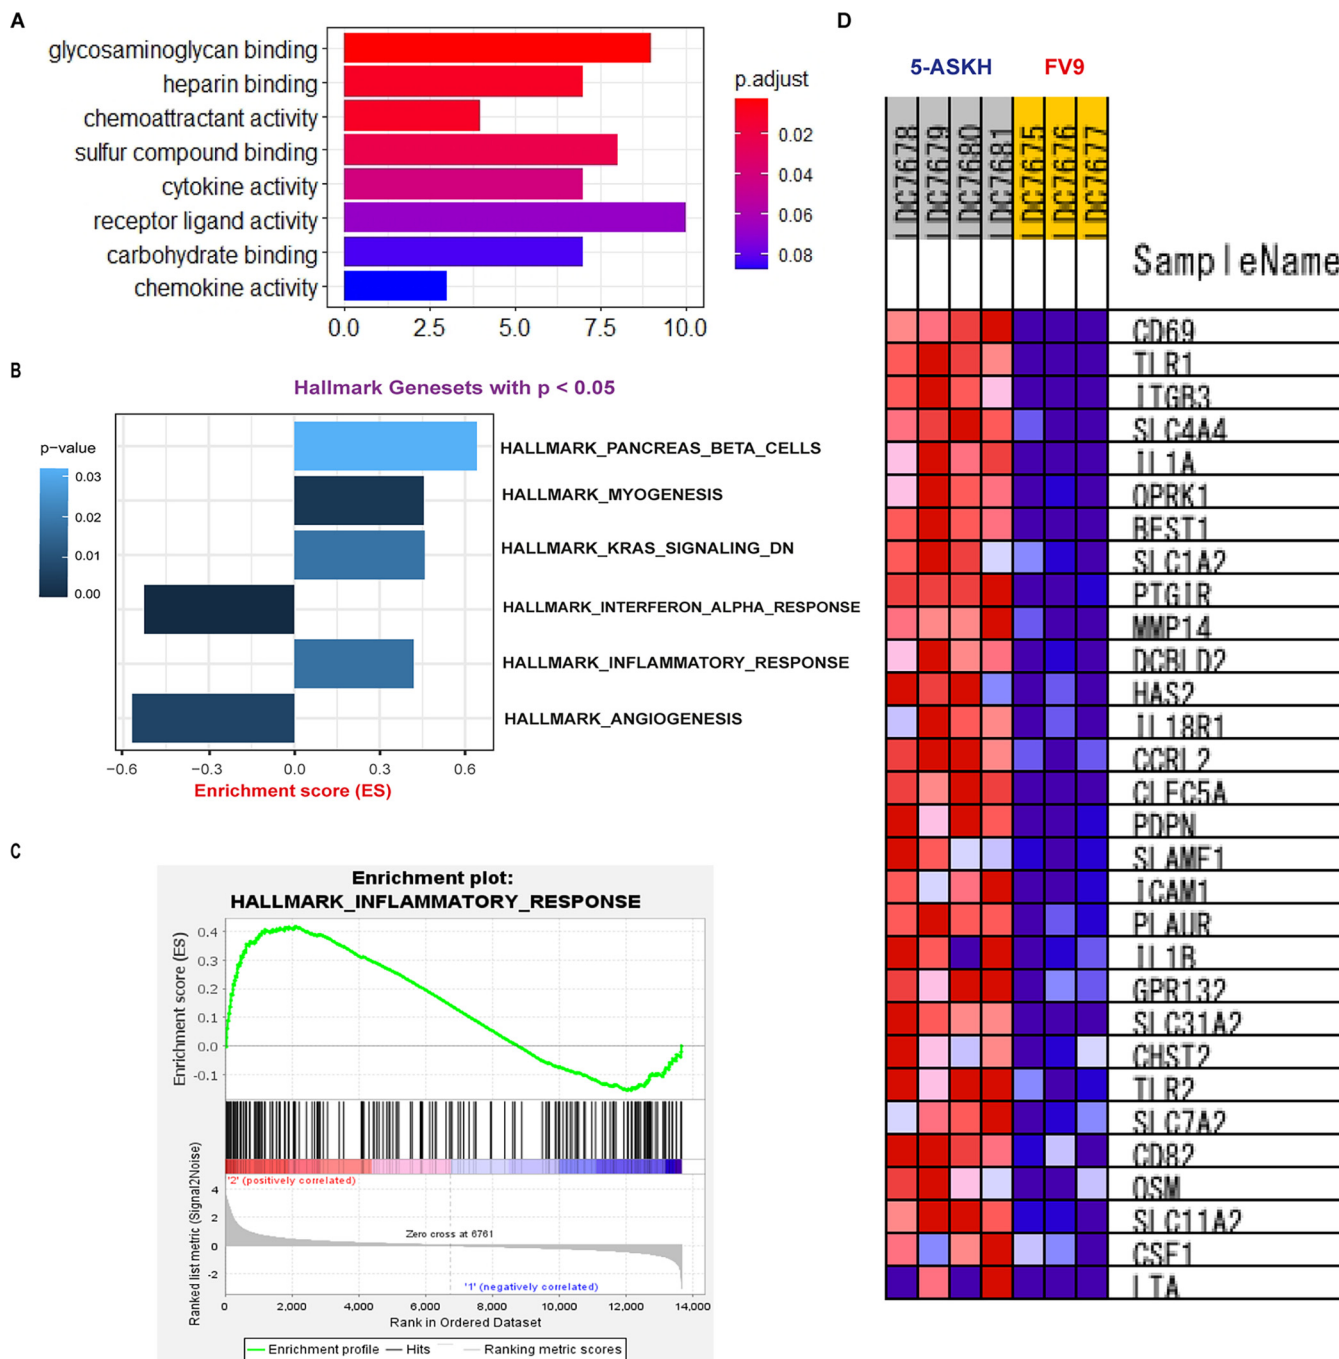 A
glycosaminoglycan binding
heparin binding
chemoattractant activity
sulfur compound binding
cytokine activity
receptor ligand activity
carbohydrate binding
chemokine activity
0.0 2.5 5.0 7.5 10.0
p.adjust
0.02
0.04
0.06
0.08
B
Hallmark Genesets with p < 0.05
p-value
0.03
0.02
0.01
0.00
HALLMARK_PANCREAS_BETA_CELLS
HALLMARK_MYOGENESIS
HALLMARK_KRAS_SIGNALING_DN
HALLMARK_INTERFERON_ALPHA_RESPONSE
HALLMARK_INFLAMMATORY_RESPONSE
HALLMARK_ANGIOGENESIS
−0.6 −0.3 0.0 0.3 0.6
Enrichment score (ES)
C
Enrichment plot:
HALLMARK_INFLAMMATORY_RESPONSE
Enrichment score (ES)
0.4
0.3
0.2
0.1
0.0
-0.1
'2' (positively correlated)
Ranked list metric (Signal2Noise)
4
2
0
-2
Zero cross at 6761
'1' (negatively correlated)
0 2,000 4,000 6,000 8,000 10,000 12,000 14,000
Rank in Ordered Dataset
Enrichment profile Hits Ranking metric scores
D
5-ASKH FV9
LDC7678
LDC7679
LDC7680
LDC7681
LDC7675
LDC7676
LDC7677
SampleName
CD69
TLR1
ITGB3
SLC4A4
IL1A
OPRK1
BEST1
SLC1A2
PTGIR
MMP14
DCBLD2
HAS2
IL18R1
CCRL2
CLEC5A
PDPN
SLAMF1
ICAM1
PLAUR
IL1B
GPR132
SLC31A2
CHST2
TLR2
SLC7A2
CD82
OSM
SLC11A2
CSF1
LTA